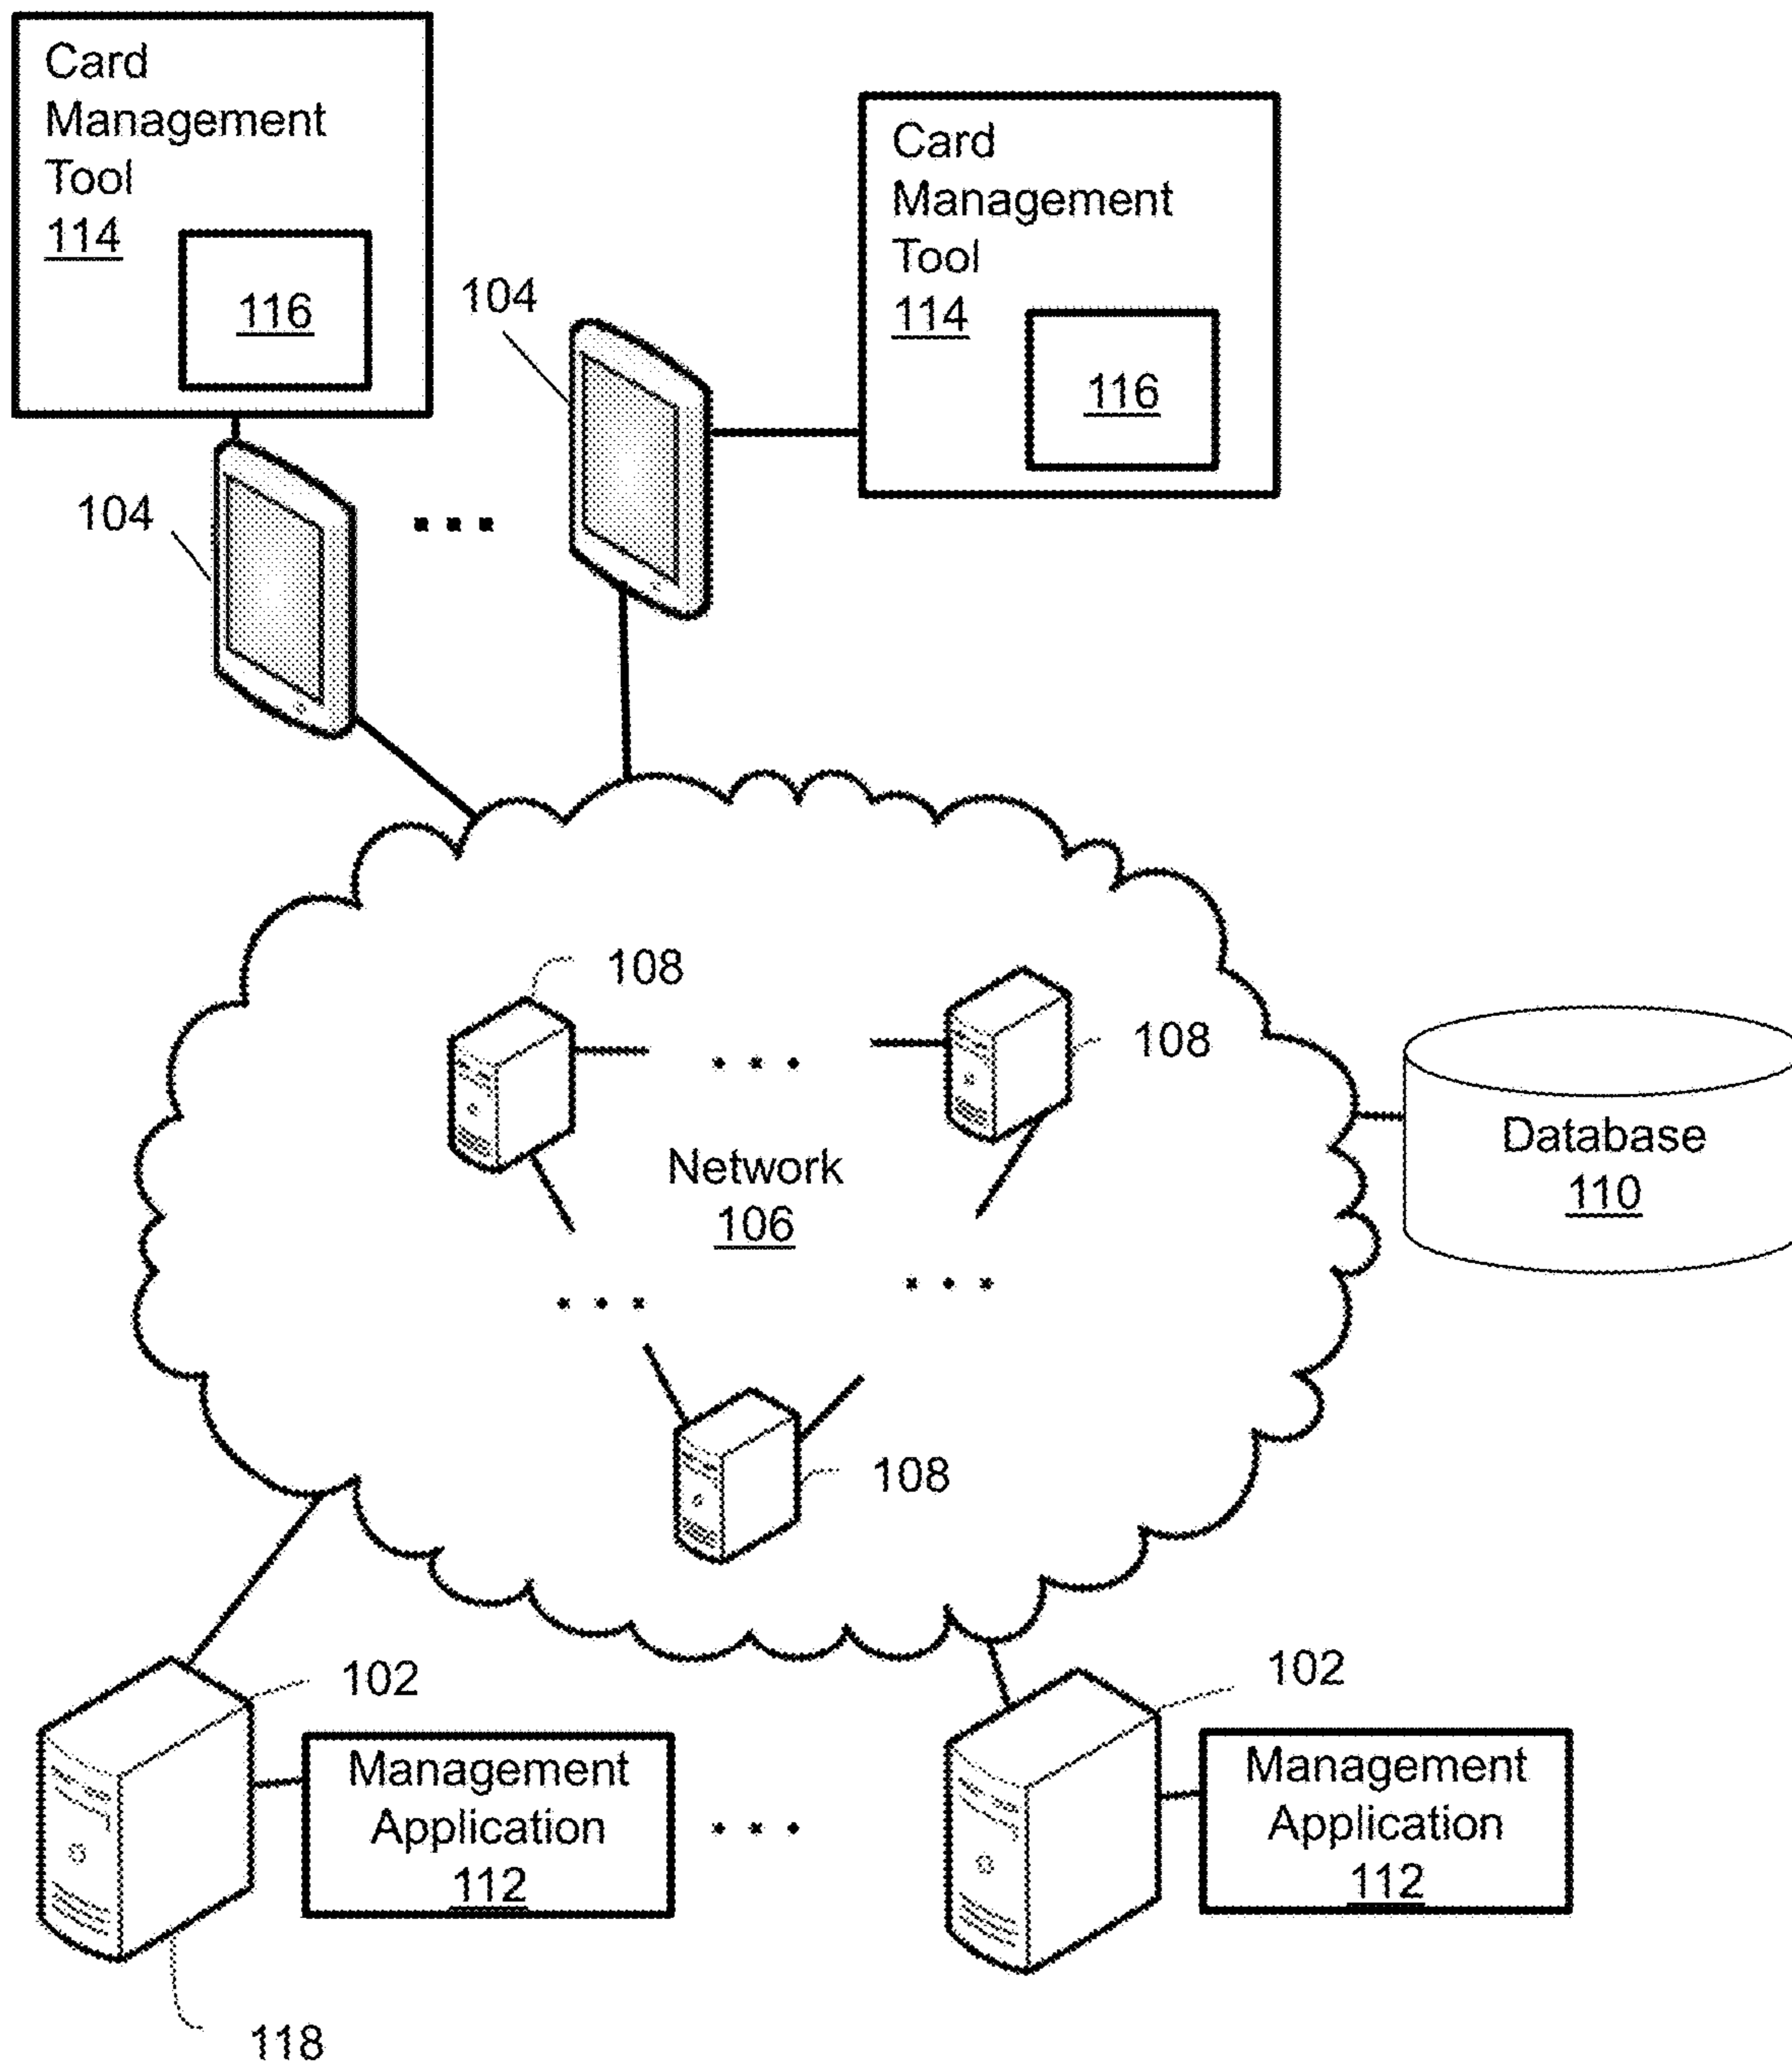 Card
Management
Tool
114
116
Card
Management
Tool
114
116
104
104
108
108
Network
106
Database
110
108
102
Management
Application
112
102
Management
Application
112
118